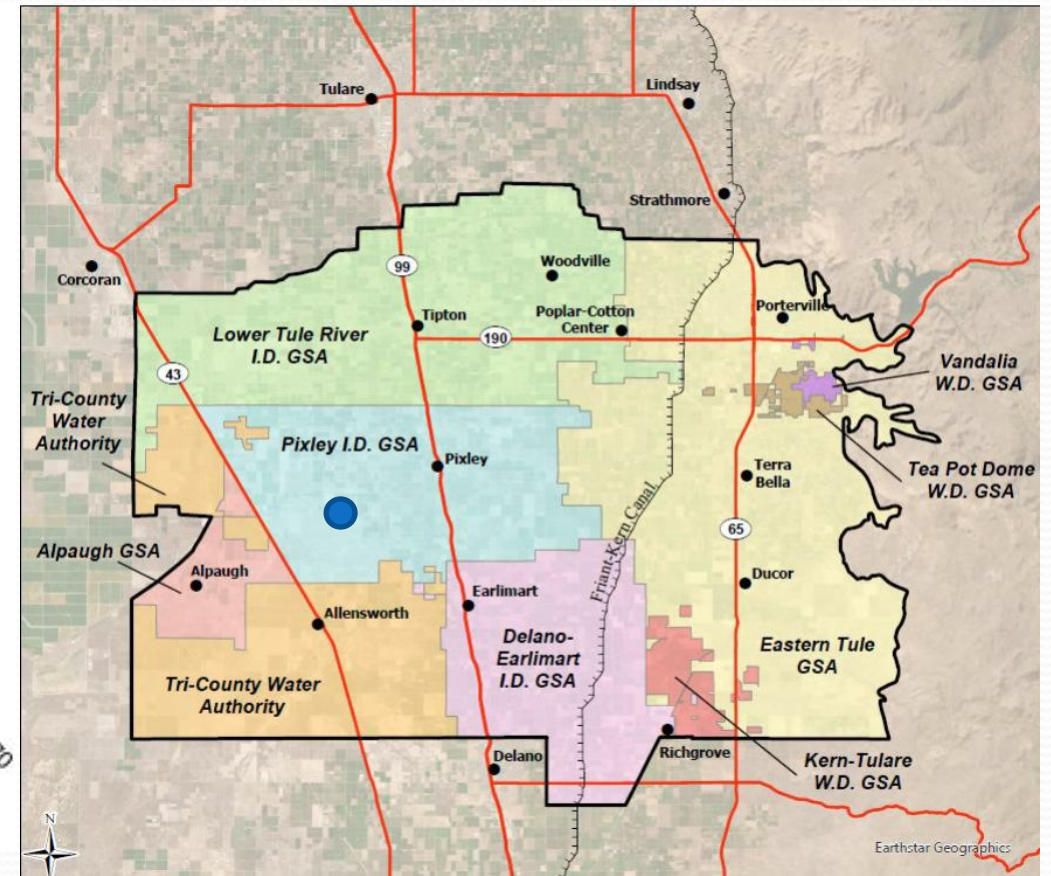 Tulare
Lindsay
Strathmore
Corcoran
99
Woodville
Tipton
Poplar-Cotton
Center
190
Porterville
Lower Tule River
I.D. GSA
43
Vandalia
W.D. GSA
Tri-County
Water
Authority
Pixley I.D. GSA
Pixley
Terra
Bella
Tea Pot Dome
W.D. GSA
Friant-Kern Canal
65
Alpaugh GSA
Alpaugh
Ducor
Earlimart
Allensworth
Delano-
Earlimart
I.D. GSA
Eastern Tule
GSA
Tri-County Water
Authority
Richgrove
Delano
Kern-Tulare
W.D. GSA
N
Earthstar Geographics